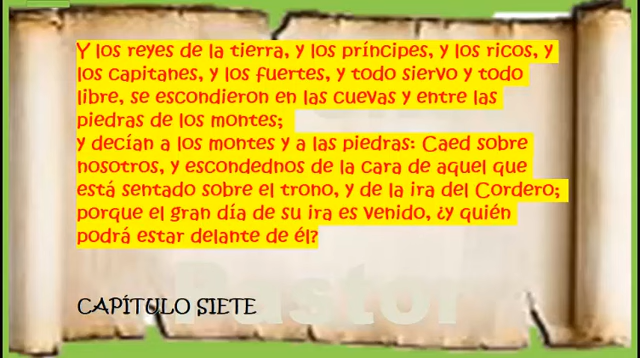 Y los reyes de la tierra, y los príncipes, y los ricos, y
los capitanes, y los fuertes, y todo siervo y todo
libre, se escondieron en las cuevas y entre las
piedras de los montes;
y decían a los montes y a las piedras: Caed sobre
nosotros, y escondednos de la cara de aquel que
está sentado sobre el trono, y de la ira del Cordero;
porque el gran día de su ira es venido, ¿y quién
podrá estar delante de él?
CAPÍTULO SIETE
Pastor